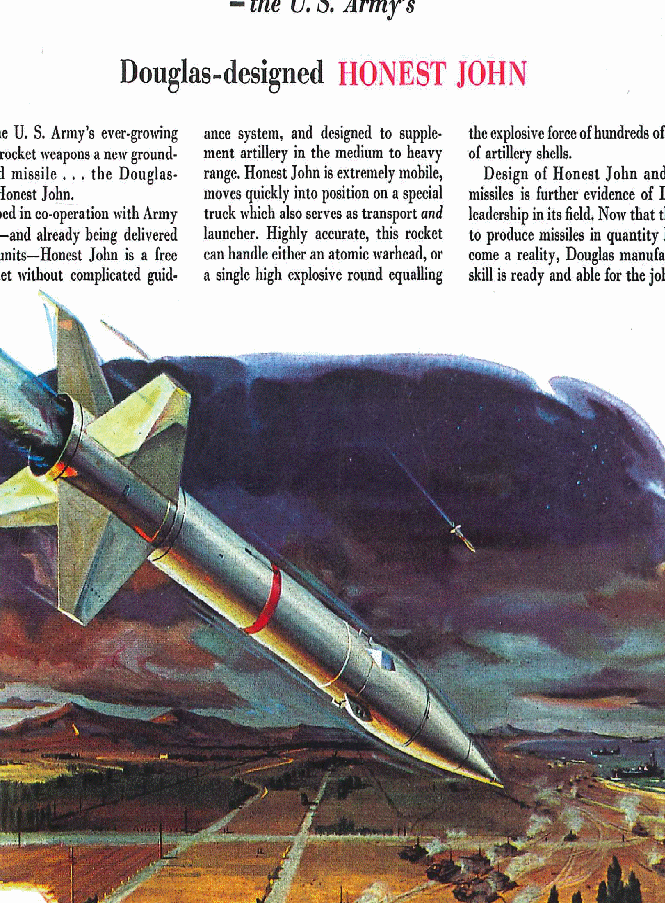 – the U. S. Army's
Douglas-designed HONEST JOHN
e U. S. Army's ever-growing
rocket weapons a new ground-
d missile . . . the Douglas-
Honest John.
ped in co-operation with Army
—and already being delivered
units—Honest John is a free
et without complicated guid-
ance system, and designed to supple-
ment artillery in the medium to heavy
range. Honest John is extremely mobile,
moves quickly into position on a special
truck which also serves as transport and
launcher. Highly accurate, this rocket
can handle either an atomic warhead, or
a single high explosive round equalling
the explosive force of hundreds of
of artillery shells.
Design of Honest John and
missiles is further evidence of
leadership in its field. Now that
to produce missiles in quantity
come a reality, Douglas manufa
skill is ready and able for the jo